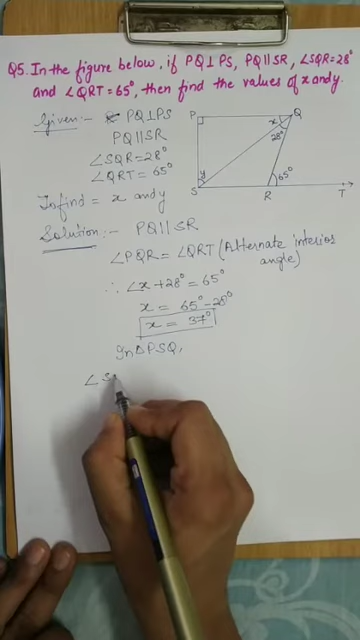 Q5. In the figure below, if PQ⊥PS, PQ||SR, ∠SQR=28°
and ∠QRT=65°, then find the values of x and y.
Given:- PQ⊥PS
PQ||SR
∠SQR=28°
∠QRT=65°
P
Q
x
28°
y
65°
S
R
T
To find = x and y
Solution:- PQ||SR
∠PQR=∠QRT (Alternate interior
angle)
∴ ∠x+28°=65°
x = 65°-28°
x = 37°
In ΔPSQ,
∠S